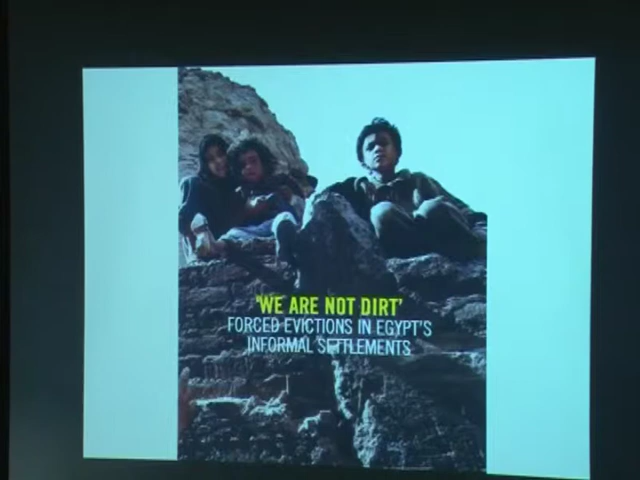 'WE ARE NOT DIRT'
FORCED EVICTIONS IN EGYPT'S
INFORMAL SETTLEMENTS